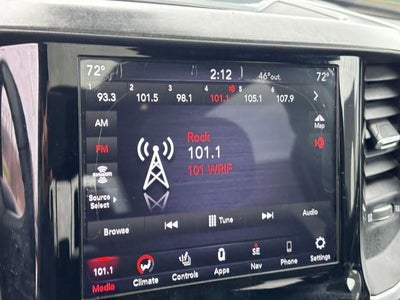 72° 2:12 46°out. 72°
1 2 3 4 5 6
93.3 101.5 98.1 101.1 105.1 107.9
AM
FM
Source
Select
Rock
101.1
101 WRIF
Map
Browse Tune Audio
101.1
Media Climate Controls Apps Nav Phone Settings